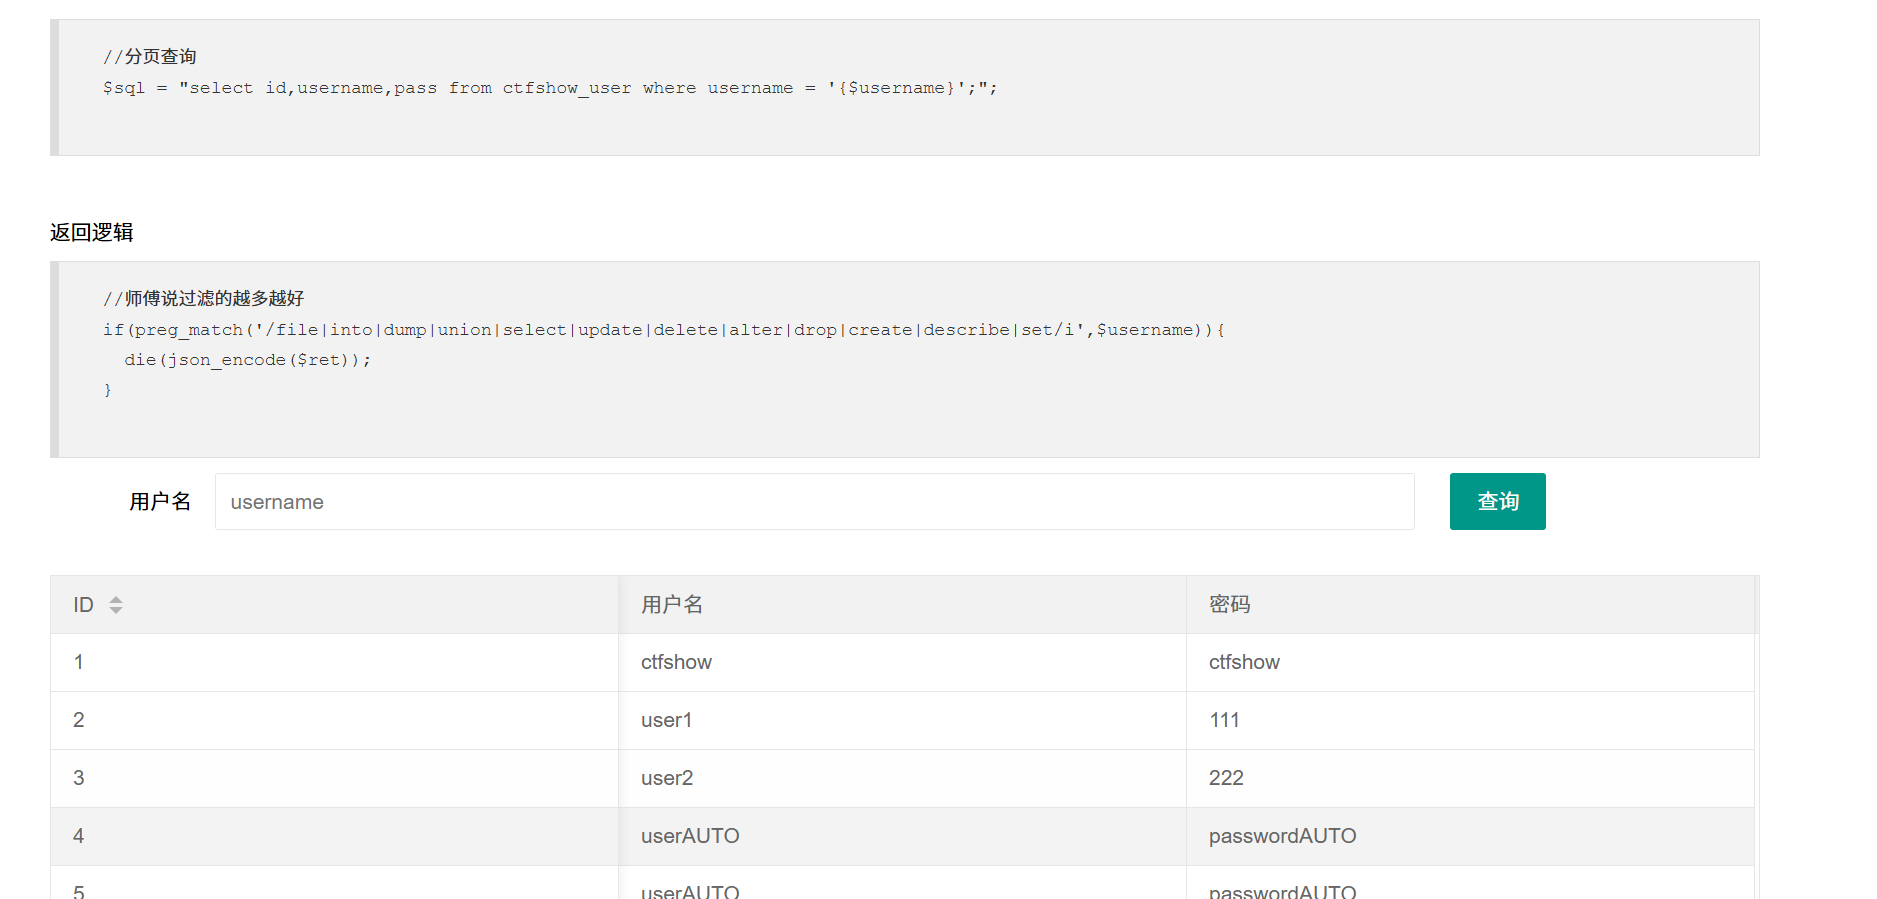 //分页查询
$sql = "select id,username,pass from ctfshow_user where username = '{$username}';";
返回逻辑
//师傅说过滤的越多越好
if(preg_match('/file|into|dump|union|select|update|delete|alter|drop|create|describe|set/i',$username)){
die(json_encode($ret));
}
用户名 username 查询
ID 用户名 密码
1 ctfshow ctfshow
2 user1 111
3 user2 222
4 userAUTO passwordAUTO
5 userAUTO passwordAUTO